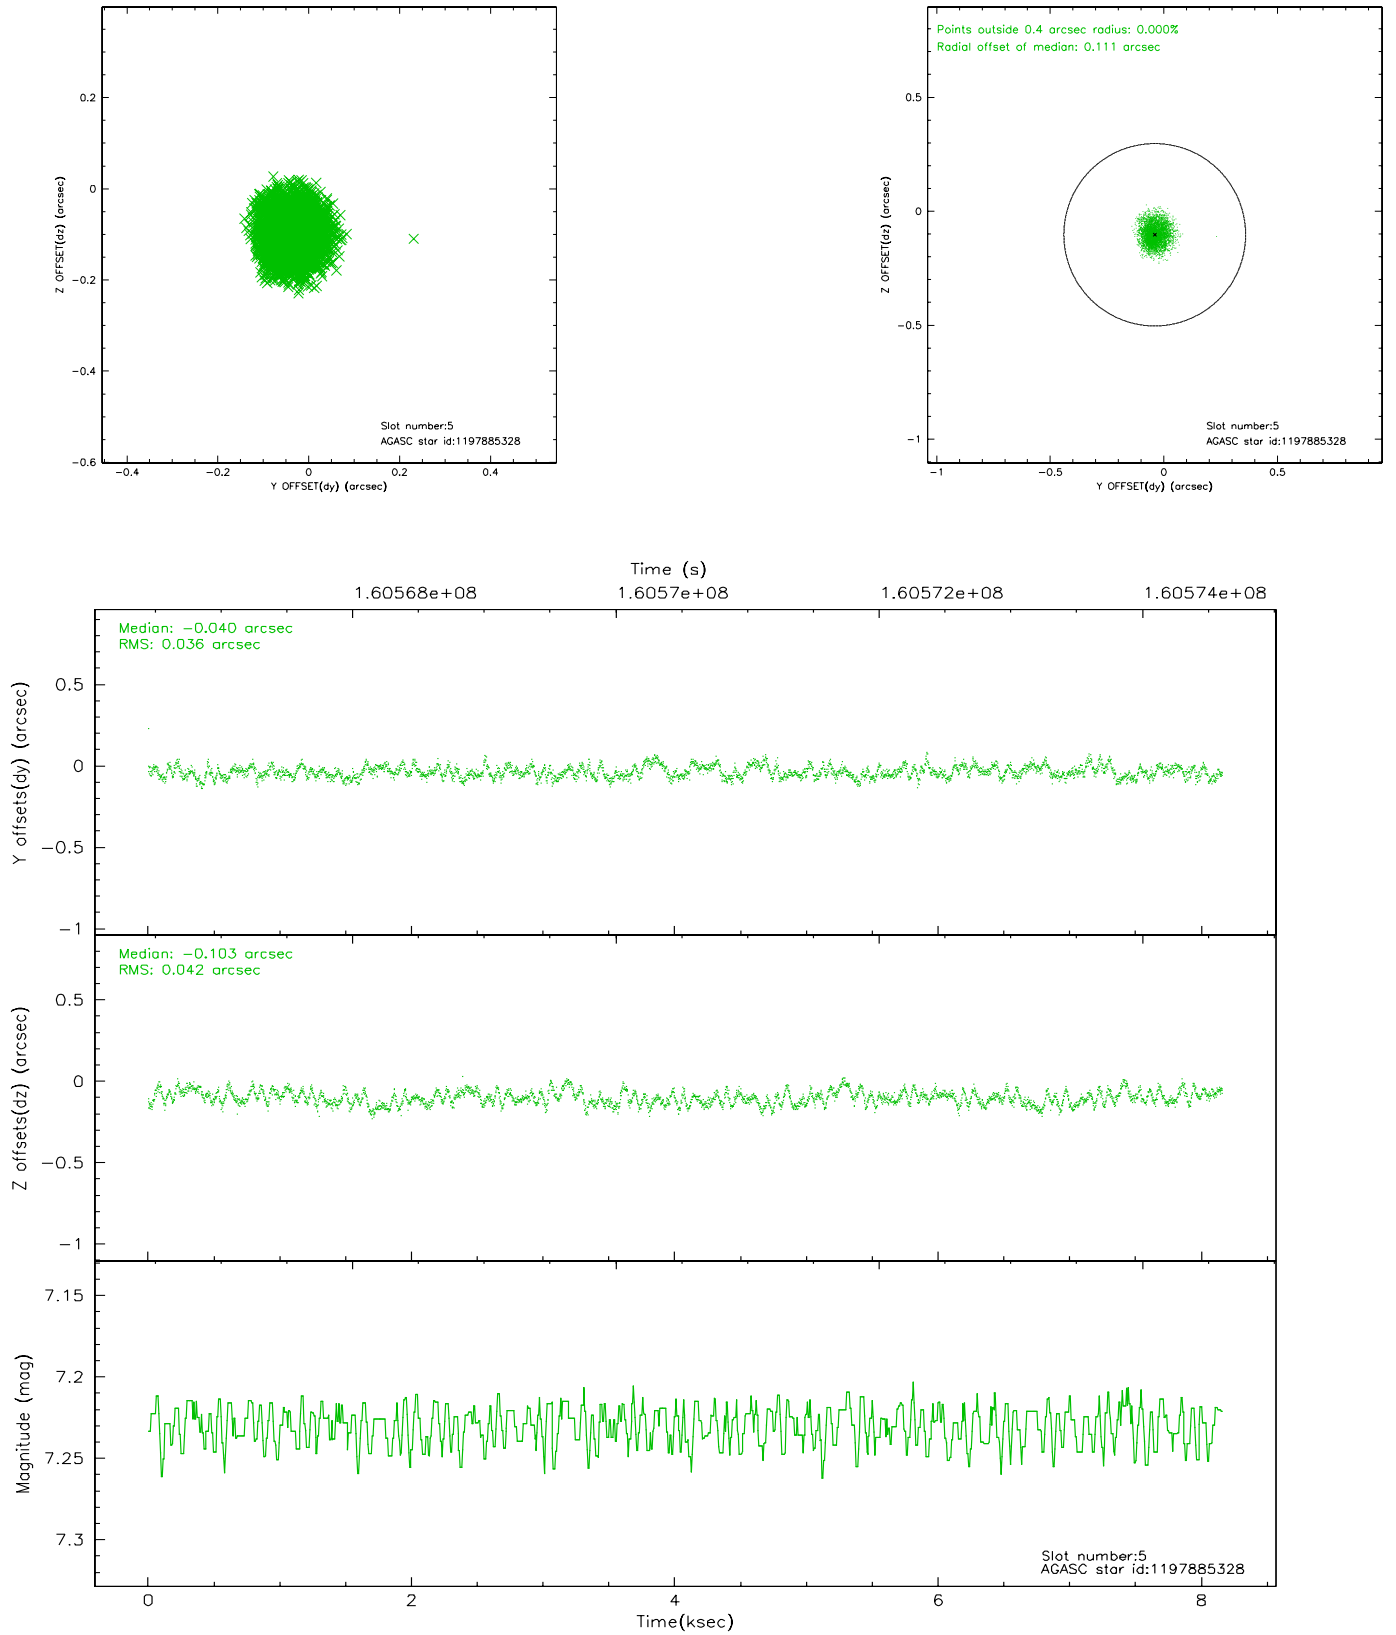 0.2
0
−0.2
−0.4
−0.6
Z OFFSET(dz) (arcsec)
−0.4
−0.2
0
0.2
0.4
Y OFFSET(dy) (arcsec)
Slot number:5
AGASC star id:1197885328
Points outside 0.4 arcsec radius: 0.000%
Radial offset of median: 0.111 arcsec
0.5
0
−0.5
−1
Z OFFSET(dz) (arcsec)
−1
−0.5
0
0.5
Y OFFSET(dy) (arcsec)
Slot number:5
AGASC star id:1197885328
Time (s)
1.60568e+08
1.6057e+08
1.60572e+08
1.60574e+08
Median: −0.040 arcsec
RMS: 0.036 arcsec
0.5
0
−0.5
−1
Y offsets(dy) (arcsec)
Median: −0.103 arcsec
RMS: 0.042 arcsec
0.5
0
−0.5
−1
Z offsets(dz) (arcsec)
7.15
7.2
7.25
7.3
Magnitude (mag)
Slot number:5
AGASC star id:1197885328
0
2
4
6
8
Time(ksec)